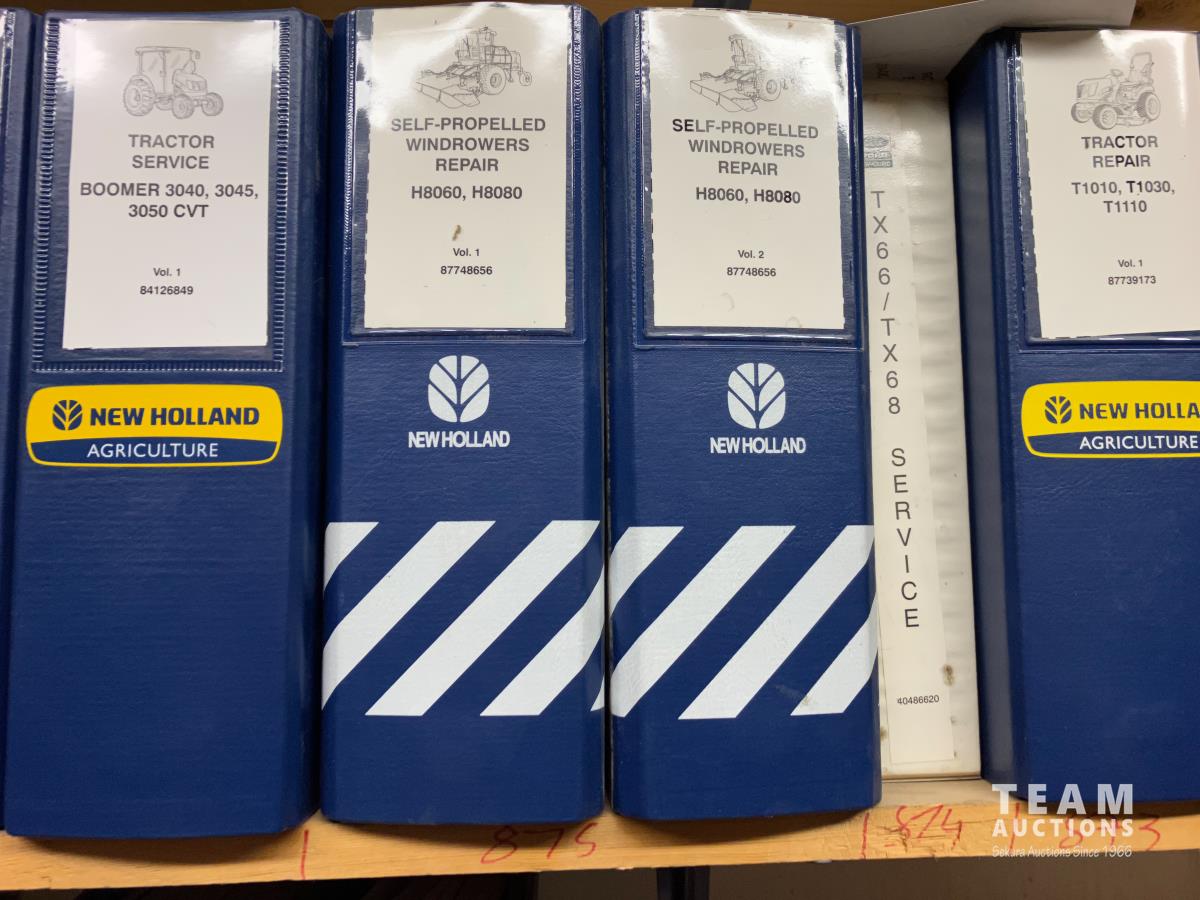 TRACTOR
SERVICE
BOOMER 3040, 3045,
3050 CVT
Vol. 1
84126849
NEW HOLLAND
AGRICULTURE
SELF-PROPELLED
WINDROWERS
REPAIR
H8060, H8080
Vol. 1
87748656
NEW HOLLAND
SELF-PROPELLED
WINDROWERS
REPAIR
H8060, H8080
Vol. 2
87748656
NEW HOLLAND
TX66/TX68 SERVICE
40486620
TRACTOR
REPAIR
T1010, T1030,
T1110
Vol. 1
87739173
NEW HOLLA
AGRICULTURE
875
874
TEAM
AUCTIONS
Sekura Auctions Since 1966